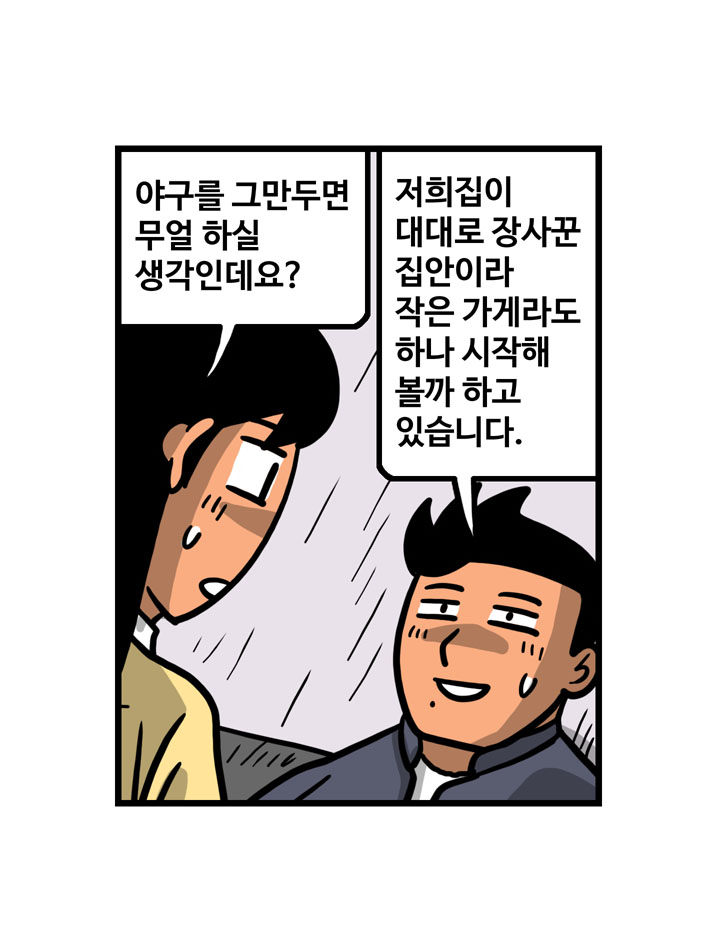 야구를 그만두면
무얼 하실
생각인데요?
저희집이
대대로 장사꾼
집안이라
작은 가게라도
하나 시작해
볼까 하고
있습니다.